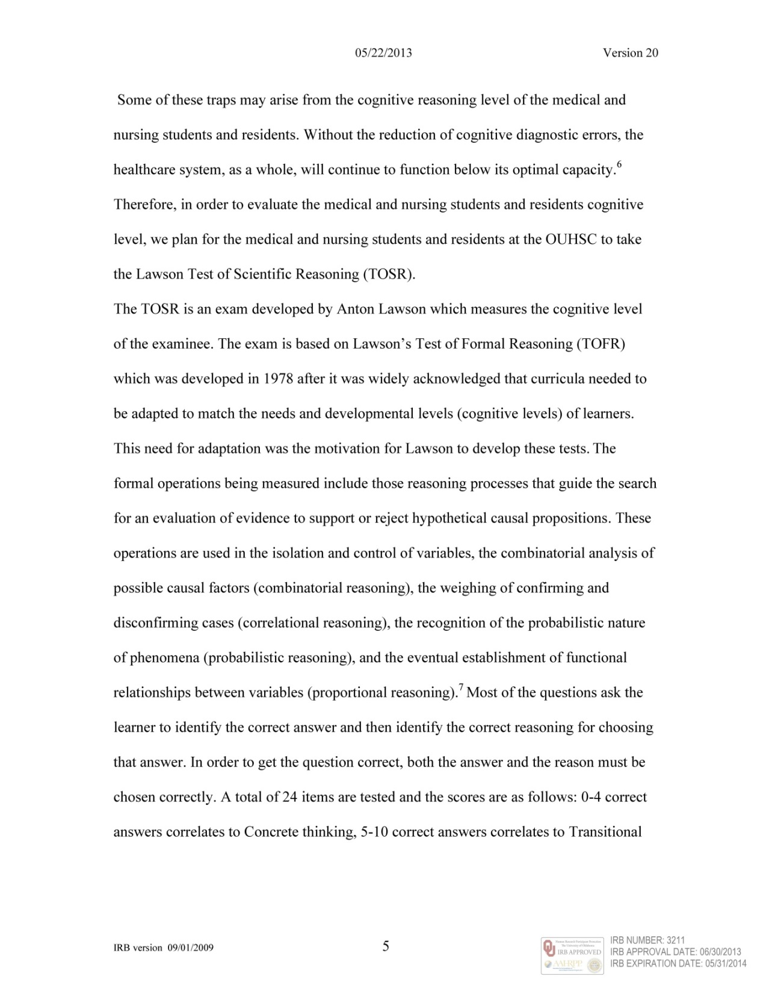 05/22/2013 Version 20
Some of these traps may arise from the cognitive reasoning level of the medical and
nursing students and residents. Without the reduction of cognitive diagnostic errors, the
healthcare system, as a whole, will continue to function below its optimal capacity.6
Therefore, in order to evaluate the medical and nursing students and residents cognitive
level, we plan for the medical and nursing students and residents at the OUHSC to take
the Lawson Test of Scientific Reasoning (TOSR).
The TOSR is an exam developed by Anton Lawson which measures the cognitive level
of the examinee. The exam is based on Lawson’s Test of Formal Reasoning (TOFR)
which was developed in 1978 after it was widely acknowledged that curricula needed to
be adapted to match the needs and developmental levels (cognitive levels) of learners.
This need for adaptation was the motivation for Lawson to develop these tests. The
formal operations being measured include those reasoning processes that guide the search
for an evaluation of evidence to support or reject hypothetical causal propositions. These
operations are used in the isolation and control of variables, the combinatorial analysis of
possible causal factors (combinatorial reasoning), the weighing of confirming and
disconfirming cases (correlational reasoning), the recognition of the probabilistic nature
of phenomena (probabilistic reasoning), and the eventual establishment of functional
relationships between variables (proportional reasoning).7 Most of the questions ask the
learner to identify the correct answer and then identify the correct reasoning for choosing
that answer. In order to get the question correct, both the answer and the reason must be
chosen correctly. A total of 24 items are tested and the scores are as follows: 0-4 correct
answers correlates to Concrete thinking, 5-10 correct answers correlates to Transitional
IRB version 09/01/2009
5
Human Research Participant Protection
The University of Oklahoma
IRB APPROVED
AAHRPP
IRB NUMBER: 3211
IRB APPROVAL DATE: 06/30/2013
IRB EXPIRATION DATE: 05/31/2014